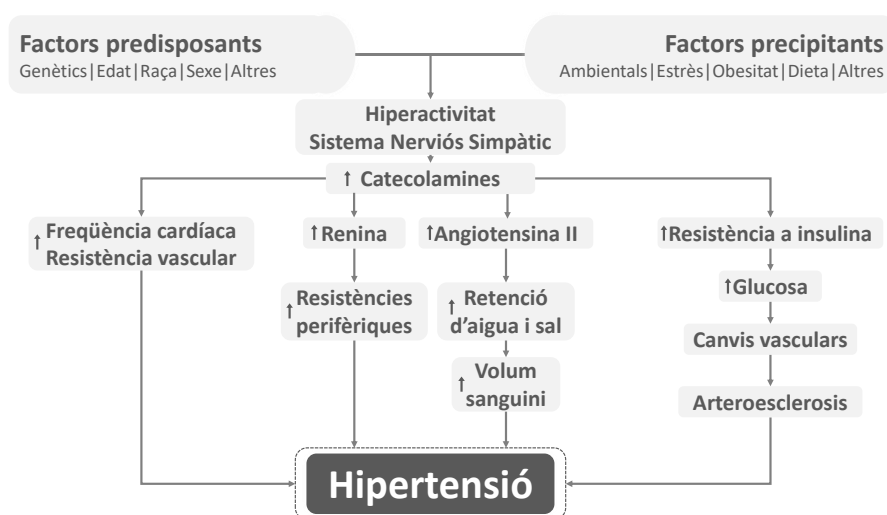 Factors predisposants
Genètics|Edat|Raça|Sexe|Altres
Factors precipitants
Ambientals|Estrès|Obesitat|Dieta|Altres
Hiperactivitat
Sistema Nerviós Simpàtic
↑ Catecolamines
↑ Freqüència cardíaca
Resistència vascular
↑Renina
↑Angiotensina II
↑Resistència a insulina
↑ Resistències
perifèriques
↑ Retenció
d’aigua i sal
↑Glucosa
↑ Volum
sanguini
Canvis vasculars
Arteroesclerosis
Hipertensió